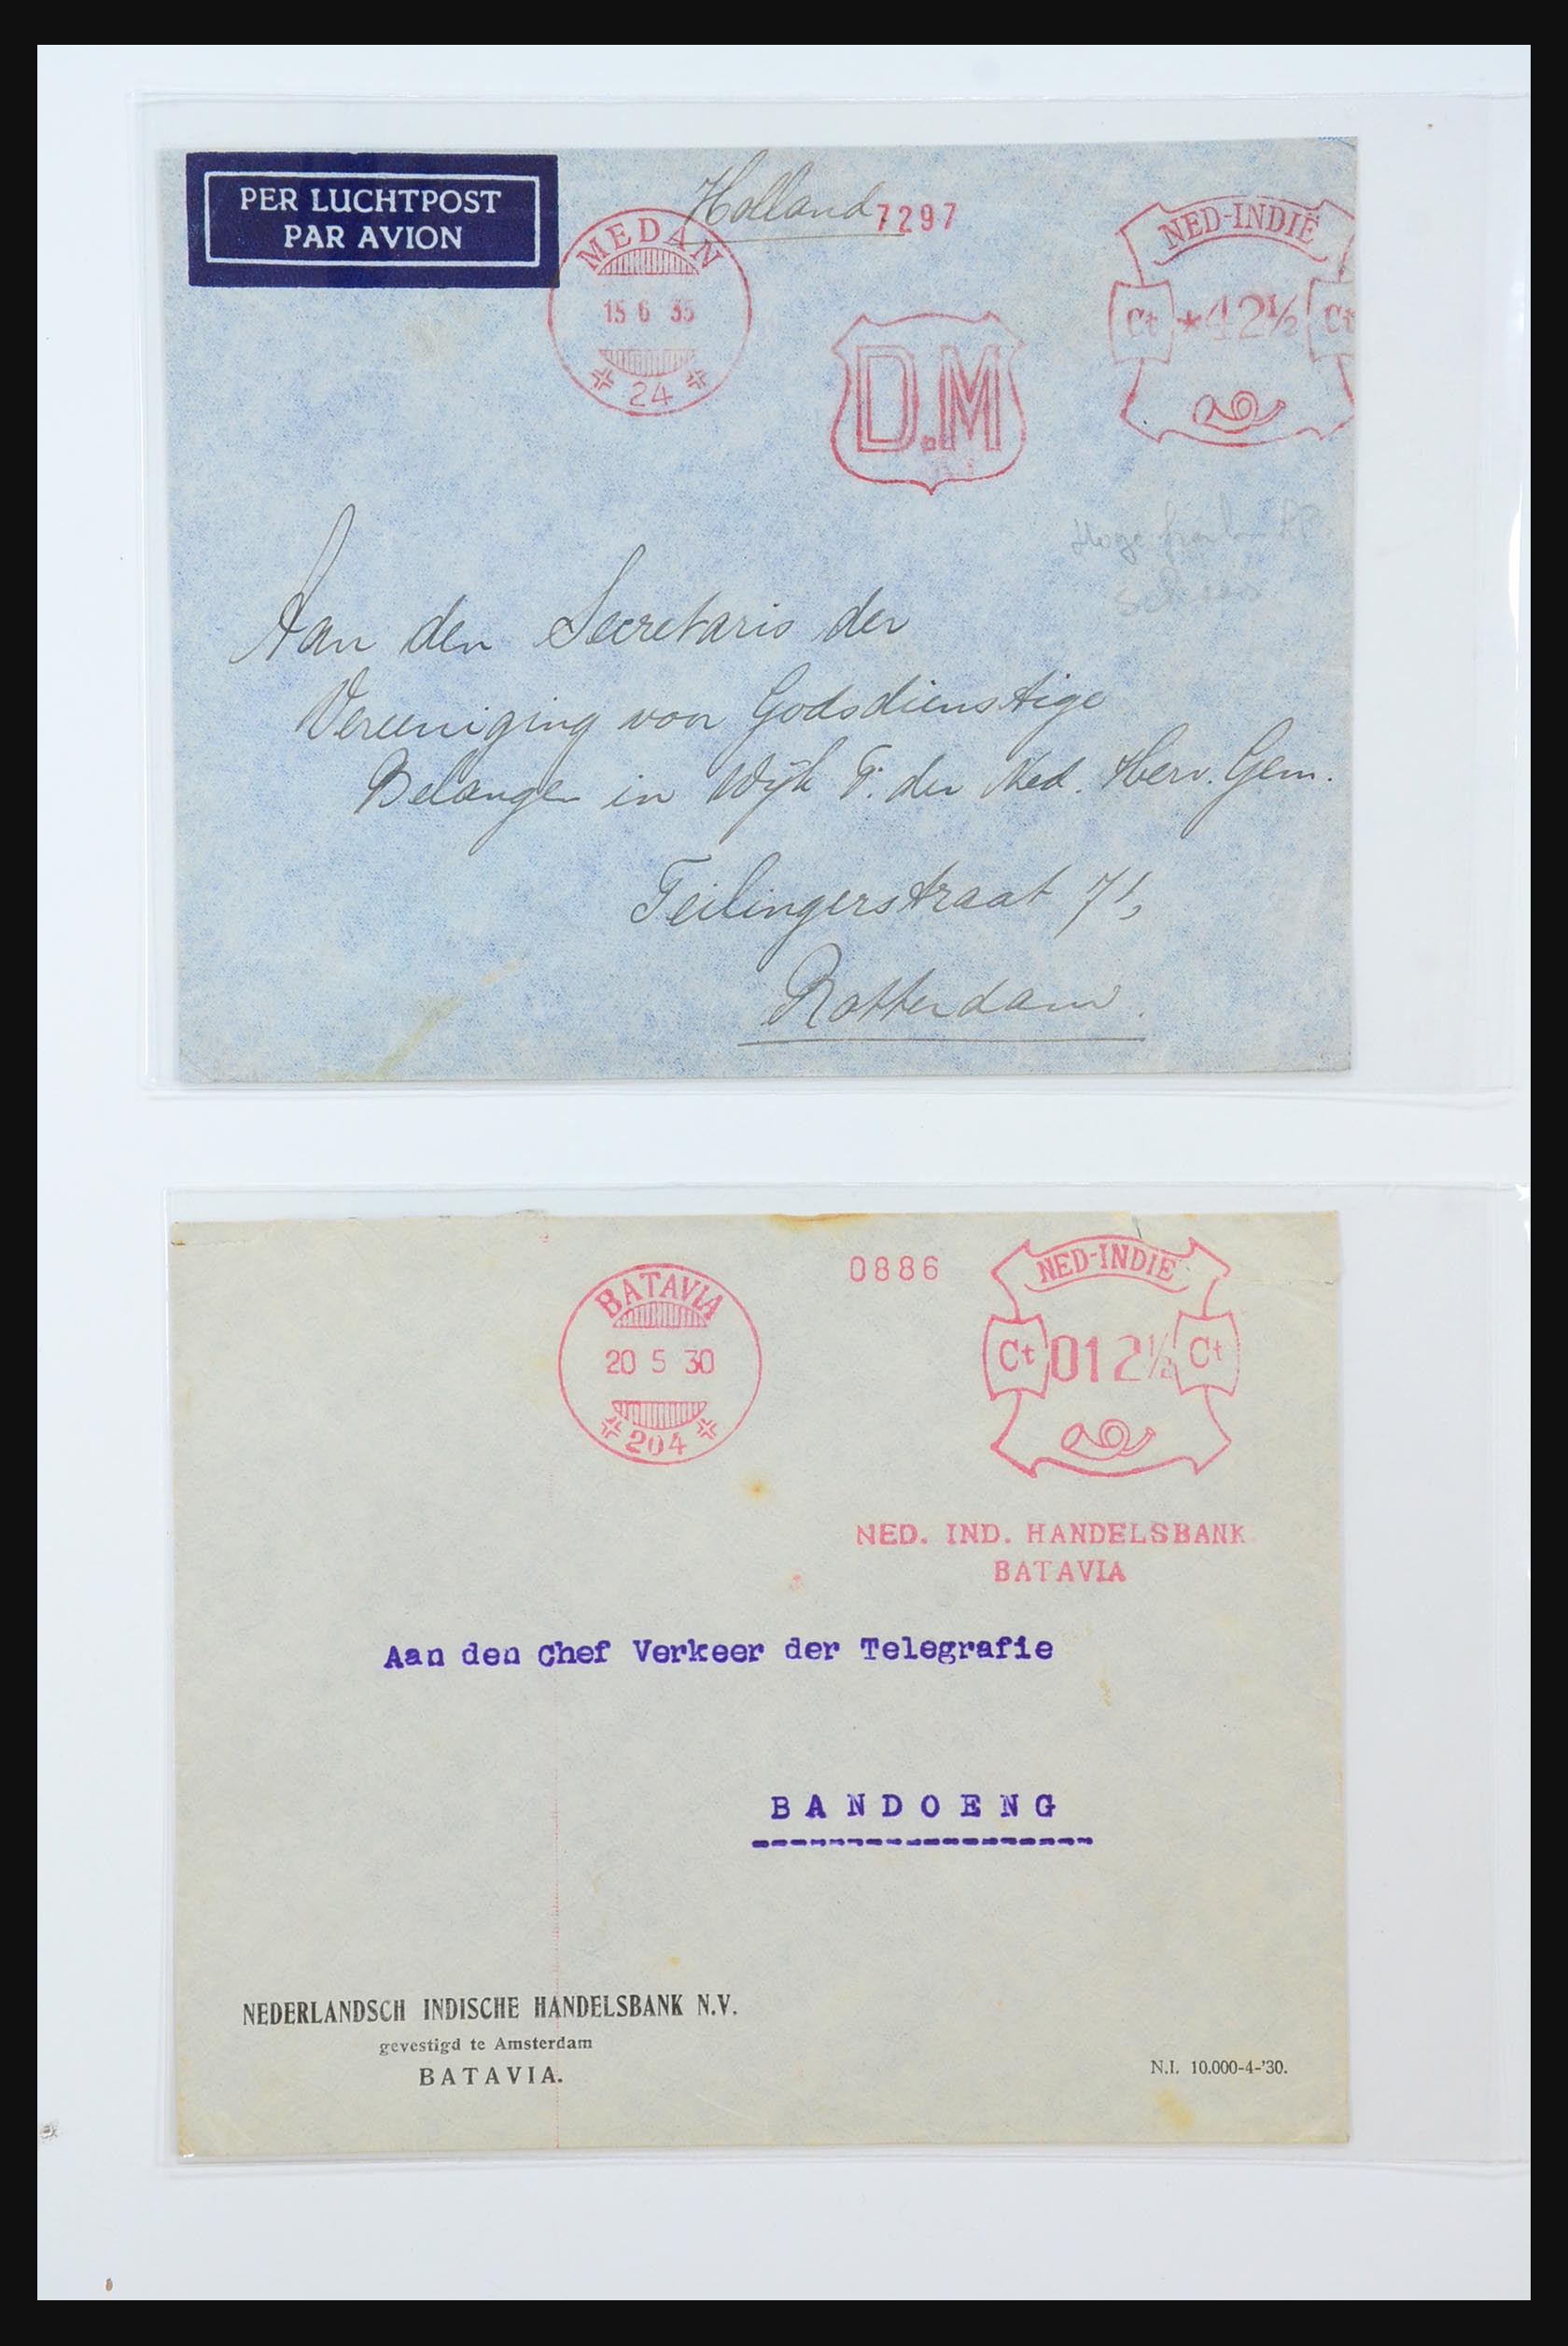 PER LUCHTPOST
PAR AVION
Holland
7297
MEDAN
15 6 35
24
D.M
NED-INDIË
Ct *42½ Ct
Aan den Secretaris der
Vereeniging voor Godsdienstige
Belangen in Wijk F. der Ned. Herv. Gem.
Teilingerstraat 71,
Rotterdam.
BATAVIA
20 5 30
204
0886
NED-INDIË
Ct 012½ Ct
NED. IND. HANDELSBANK
BATAVIA
Aan den Chef Verkeer der Telegrafie
BANDOENG
NEDERLANDSCH INDISCHE HANDELSBANK N.V.
gevestigd te Amsterdam
BATAVIA.
N.I. 10.000-4-'30.